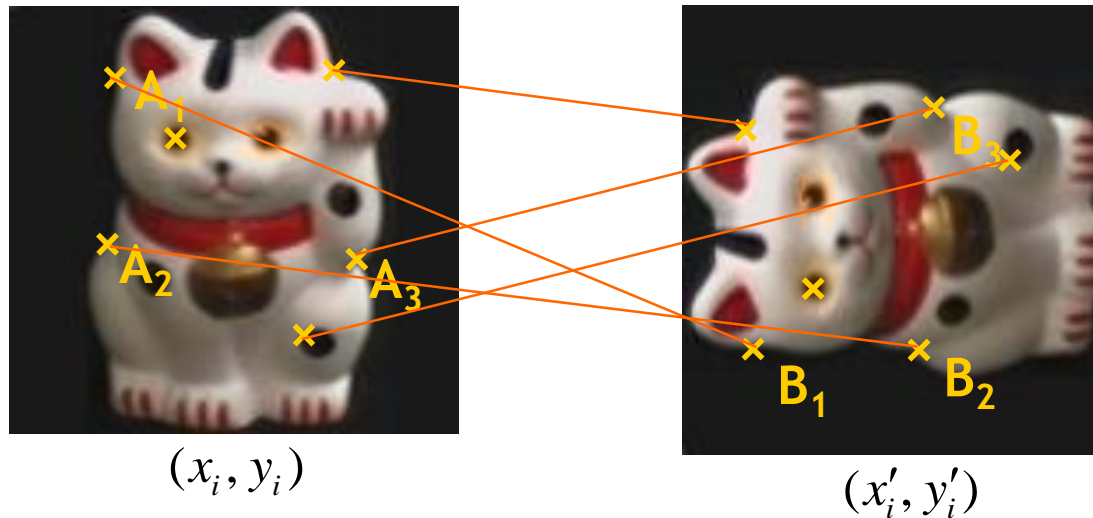 A₁
A₂
A₃
B₃
B₁
B₂
(xᵢ, yᵢ)
(x′ᵢ, y′ᵢ)